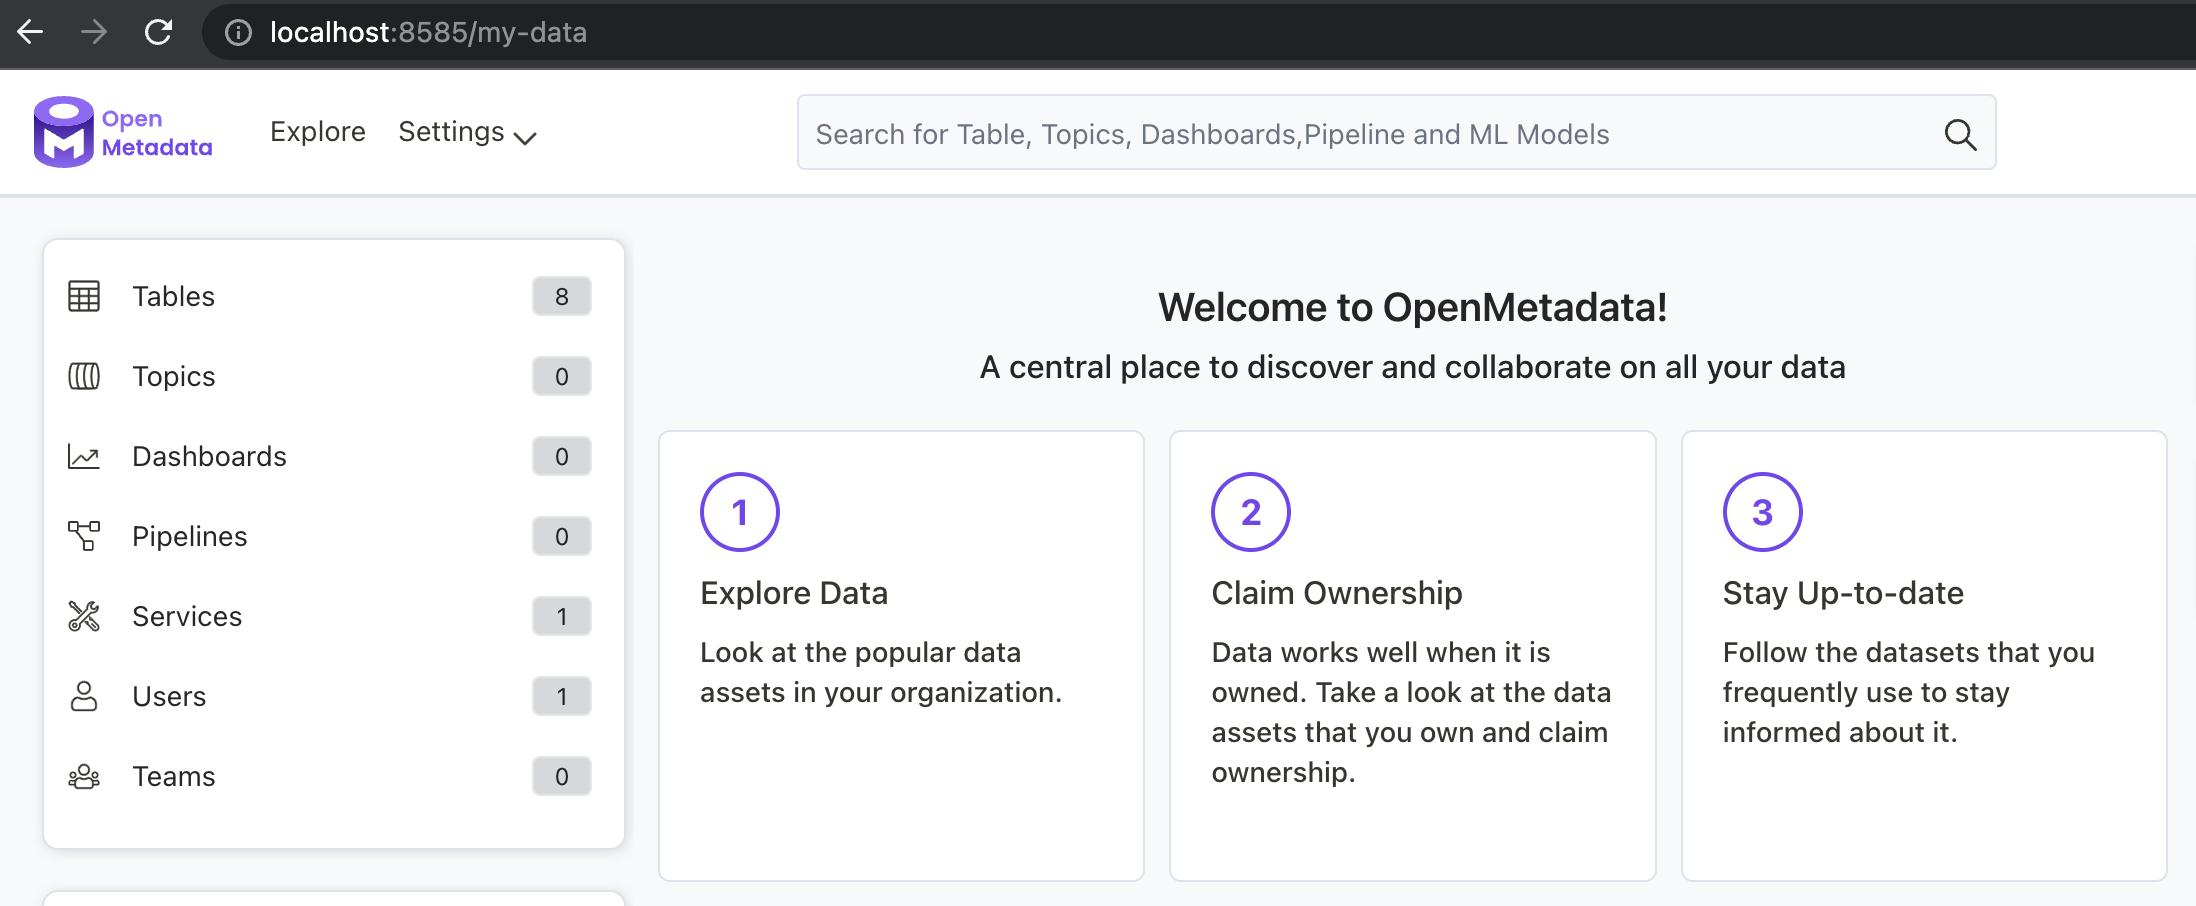 localhost:8585/my-data
Open
Metadata
Explore
Settings
Search for Table, Topics, Dashboards,Pipeline and ML Models
Tables 8
Topics 0
Dashboards 0
Pipelines 0
Services 1
Users 1
Teams 0
Welcome to OpenMetadata!
A central place to discover and collaborate on all your data
1
Explore Data
Look at the popular data
assets in your organization.
2
Claim Ownership
Data works well when it is
owned. Take a look at the data
assets that you own and claim
ownership.
3
Stay Up-to-date
Follow the datasets that you
frequently use to stay
informed about it.